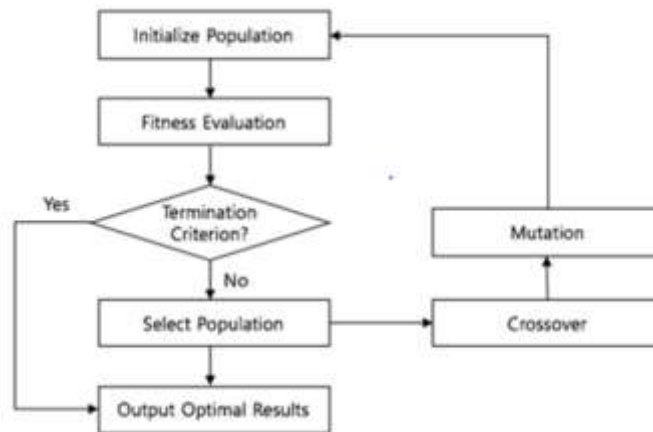 Initialize Population
Fitness Evaluation
Yes
Termination
Criterion?
Mutation
No
Select Population
Crossover
Output Optimal Results